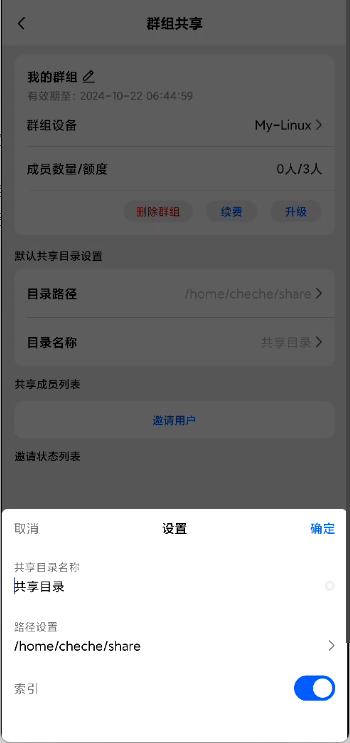 群组共享
我的群组
有效期至：2024-10-22 06:44:59
群组设备 My-Linux
成员数量/额度 0人/3人
删除群组 续费 升级
默认共享目录设置
目录路径 /home/cheche/share
目录名称 共享目录
共享成员列表
邀请用户
邀请状态列表
取消 设置 确定
共享目录名称
共享目录
路径设置
/home/cheche/share
索引